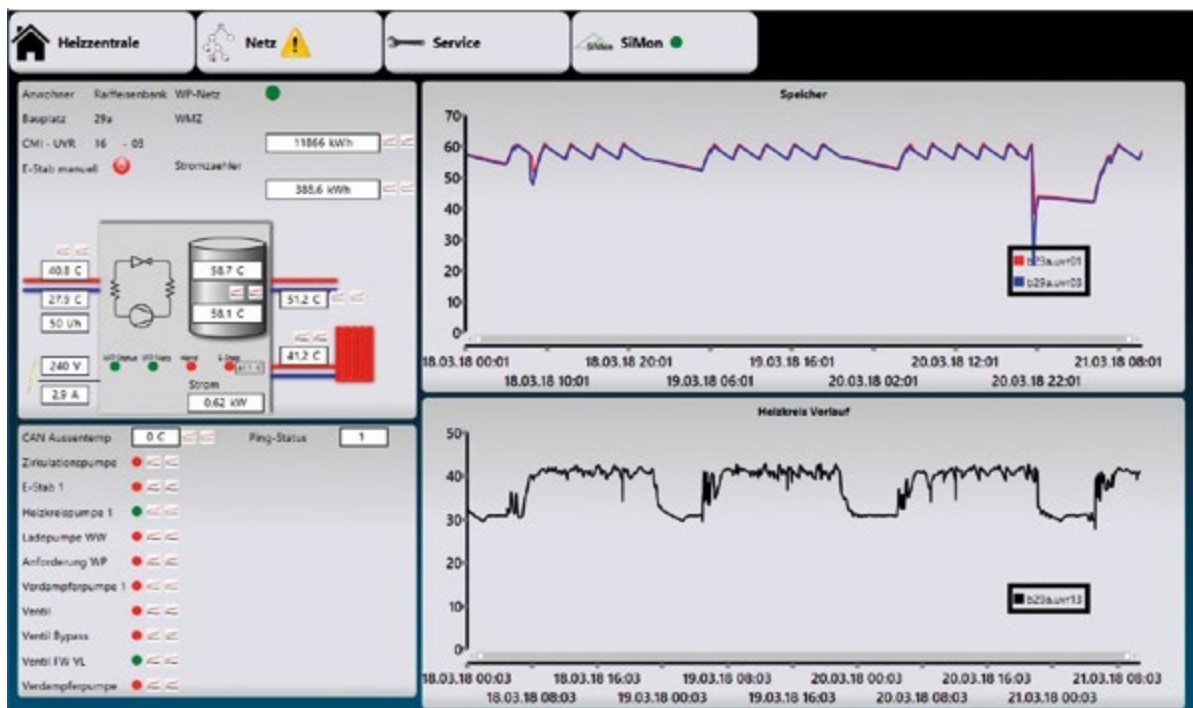 Heizzentrale
Netz
Service
SiMon SiMon
Anwohner Raiffeisenbank WP-Netz
Bauplatz 29a WMZ
CMI - UVR 16 - 03
11866 kWh
E-Stab manuell Stromzaehler
388,6 kWh
40.8 C
27.9 C
50 l/h
58.7 C
58.1 C
51.2 C
WP Status WP Netz Hand E-Stab
41.2 C
240 V
2.9 A
Strom
0.62 kW
CAN Aussentemp 0 C Ping-Status 1
Zirkulationspumpe
E-Stab 1
Heizkreispumpe 1
Ladepumpe WW
Anforderung WP
Verdampferpumpe 1
Ventil
Ventil Bypass
Ventil FW VL
Verdampferpumpe
Speicher
70
60
50
40
30
20
10
0
b29a.uvr01
b29a.uvr03
18.03.18 00:01 18.03.18 20:01 19.03.18 16:01 20.03.18 12:01 21.03.18 08:01
18.03.18 10:01 19.03.18 06:01 20.03.18 02:01 20.03.18 22:01
Heizkreis Vorlauf
50
40
30
20
10
0
b29a.uvr13
18.03.18 00:03 18.03.18 16:03 19.03.18 08:03 20.03.18 00:03 20.03.18 16:03 21.03.18 08:03
18.03.18 08:03 19.03.18 00:03 19.03.18 16:03 20.03.18 08:03 21.03.18 00:03